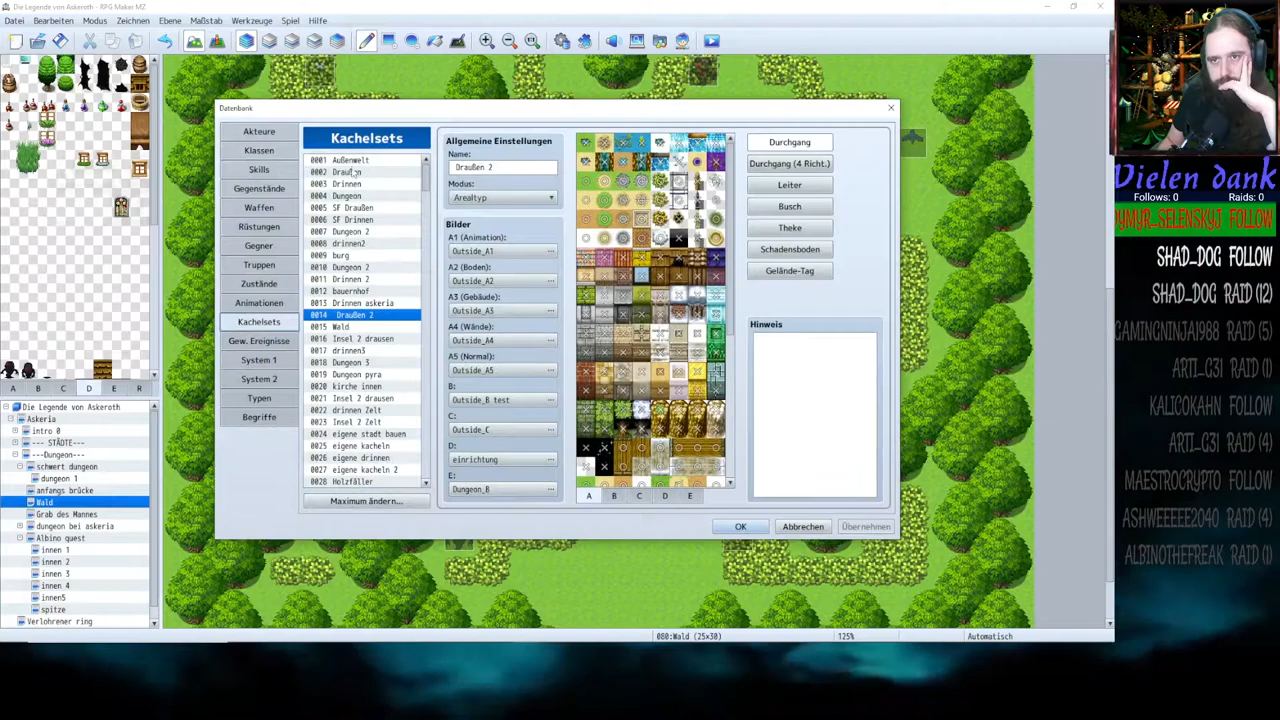 Die Legende von Askeroth - RPG Maker MZ
Datei Bearbeiten Modus Zeichnen Ebene Maßstab Werkzeuge Spiel Hilfe
Datenbank
Akteure
Klassen
Skills
Gegenstände
Waffen
Rüstungen
Gegner
Truppen
Zustände
Animationen
Kachelsets
Gew. Ereignisse
System 1
System 2
Typen
Begriffe
Kachelsets
0001 Außenwelt
0002 Draußen
0003 Drinnen
0004 Dungeon
0005 SF Draußen
0006 SF Drinnen
0007 Dungeon 2
0008 drinnen2
0009 burg
0010 Dungeon 2
0011 Drinnen 2
0012 bauernhof
0013 Drinnen askeria
0014 Draußen 2
0015 Wald
0016 Insel 2 drausen
0017 drinnen3
0018 Dungeon 3
0019 Dungeon pyra
0020 kirche innen
0021 Insel 2 drausen
0022 drinnen Zelt
0023 Insel 2 Zelt
0024 eigene stadt bauen
0025 eigene kacheln
0026 eigene drinnen
0027 eigene kacheln 2
0028 Holzfäller
Maximum ändern...
Allgemeine Einstellungen
Name:
Draußen 2
Modus:
Arealtyp
Bilder
A1 (Animation):
Outside_A1 ...
A2 (Boden):
Outside_A2 ...
A3 (Gebäude):
Outside_A3 ...
A4 (Wände):
Outside_A4 ...
A5 (Normal):
Outside_A5 ...
B:
Outside_B test ...
C:
Outside_C ...
D:
einrichtung ...
E:
Dungeon_B ...
A B C D E
Durchgang
Durchgang (4 Richt.)
Leiter
Busch
Theke
Schadensboden
Gelände-Tag
Hinweis
OK Abbrechen Übernehmen
A B C D E R
Die Legende von Askeroth
Askeria
intro 0
--- STÄDTE---
---Dungeon---
schwert dungeon
dungeon 1
anfangs brücke
Wald
Grab des Mannes
dungeon bei askeria
Albino quest
innen 1
innen 2
innen 3
innen 4
innen5
spitze
Verlohrener ring
080:Wald (25x30) 125% Automatisch
Vielen dank
Follows: 0 Raids: 0
DYMYR_SELENSKYJ FOLLOW
SHAD_DOG FOLLOW
SHAD_DOG RAID (12)
GAMINGNINJA1988 RAID (5)
ARTI_G31 RAID (1)
KALICOKAHN FOLLOW
ARTI_G31 RAID (4)
MAESTROCYPTO FOLLOW
ASHWEEEEE2040 RAID (4)
ALBINOTHEFREAK RAID (1)